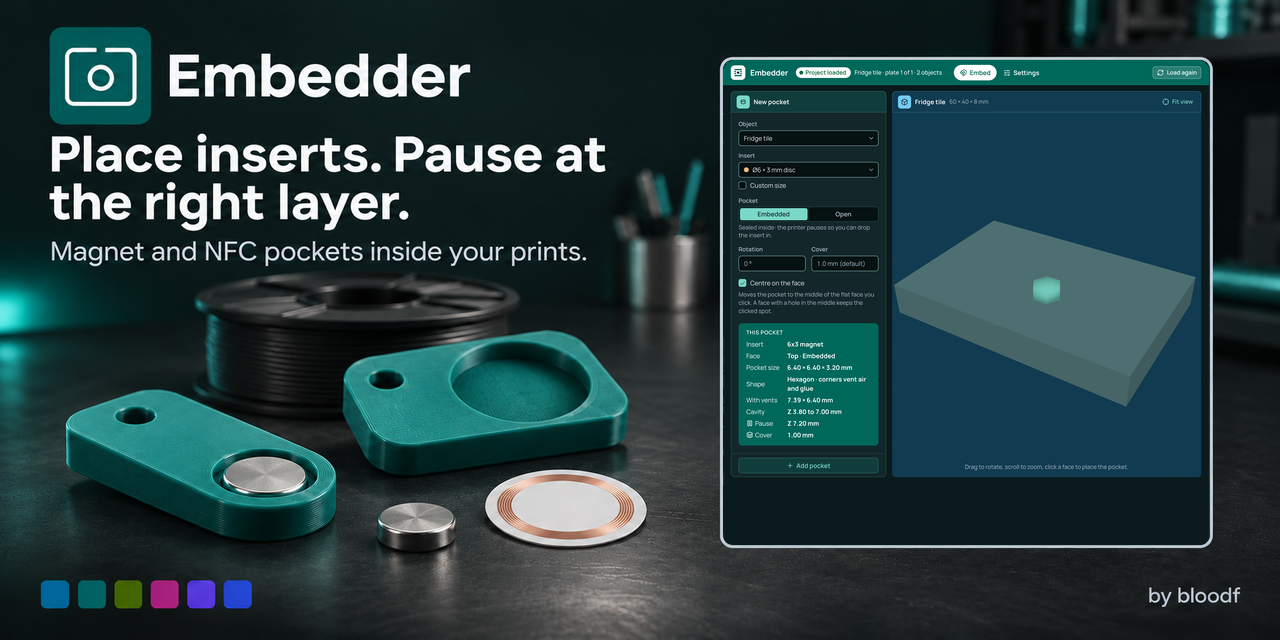 Embedder
Place inserts. Pause at
the right layer.
Magnet and NFC pockets inside your prints.
Embedder
Project loaded
Fridge tile · plate 1 of 1 · 2 objects
Embed
Settings
Load again
New pocket
Object
Fridge tile
Insert
Ø6 × 3 mm disc
Custom size
Pocket
Embedded
Open
Sealed inside: the printer pauses so you can drop
the insert in.
Rotation
Cover
0°
1.0 mm (default)
Centre on the face
Moves the pocket to the middle of the flat face you
click. A face with a hole in the middle keeps the
clicked spot.
THIS POCKET
Insert 6x3 magnet
Face Top · Embedded
Pocket size 6.40 × 6.40 × 3.20 mm
Shape Hexagon · corners vent air
and glue
With vents 7.39 × 6.40 mm
Cavity Z 3.80 to 7.00 mm
Pause Z 7.20 mm
Cover 1.00 mm
+ Add pocket
Fridge tile 60 × 40 × 8 mm
Fit view
Drag to rotate, scroll to zoom, click a face to place the pocket.
by bloodf